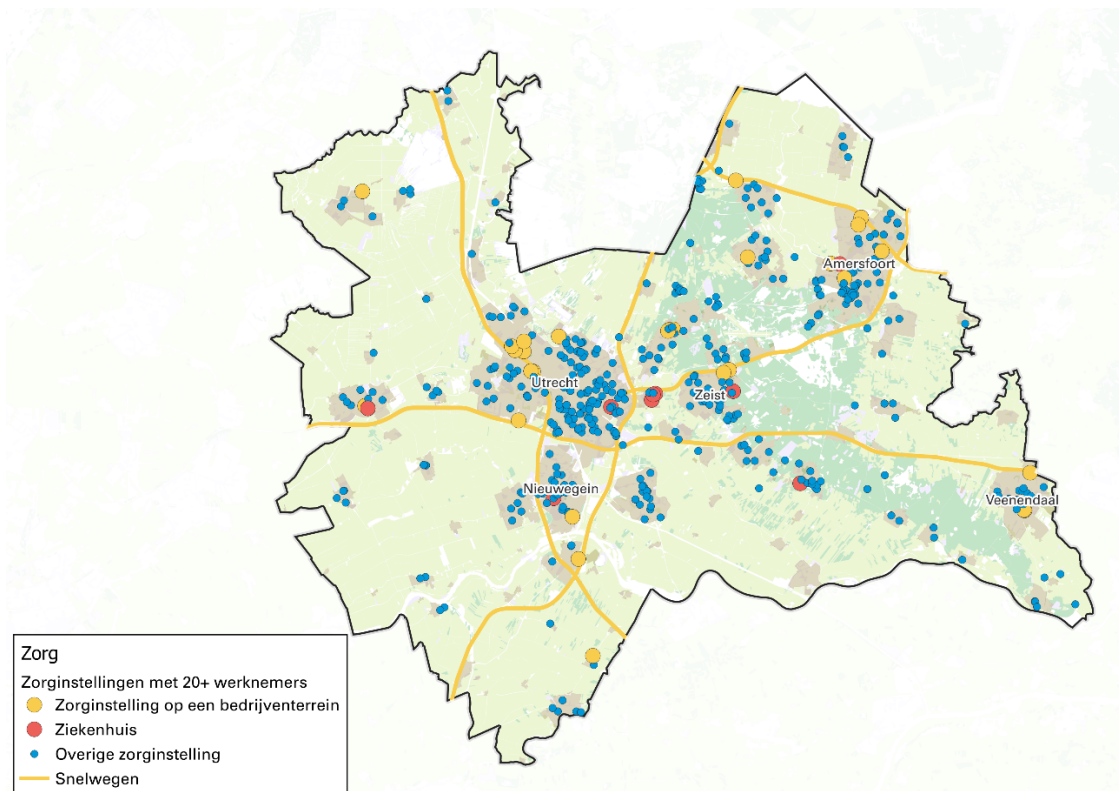 Amersfoort
Utrecht
Zeist
Nieuwegein
Veenendaal
Zorg
Zorginstellingen met 20+ werknemers
Zorginstelling op een bedrijventerrein
Ziekenhuis
Overige zorginstelling
Snelwegen